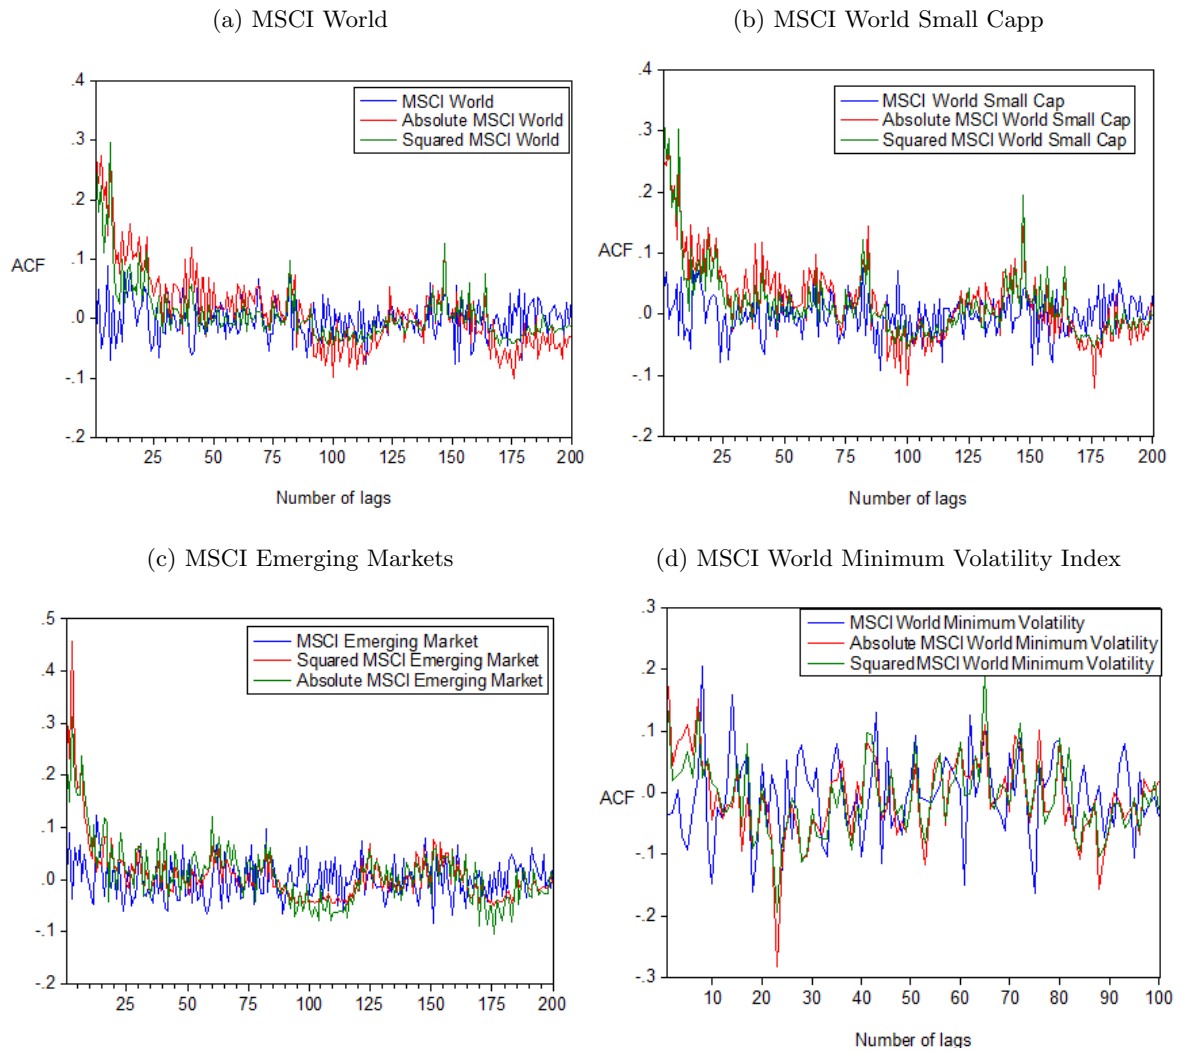 (a) MSCI World
(b) MSCI World Small Capp
.4
.3
.2
.1
.0
-.1
-.2
ACF
MSCI World
Absolute MSCI World
Squared MSCI World
25 50 75 100 125 150 175 200
Number of lags
.4
.3
.2
.1
.0
-.1
-.2
ACF
MSCI World Small Cap
Absolute MSCI World Small Cap
Squared MSCI World Small Cap
25 50 75 100 125 150 175 200
Number of lags
(c) MSCI Emerging Markets
(d) MSCI World Minimum Volatility Index
.5
.4
.3
.2
.1
.0
-.1
-.2
MSCI Emerging Market
Squared MSCI Emerging Market
Absolute MSCI Emerging Market
25 50 75 100 125 150 175 200
.3
.2
.1
.0
-.1
-.2
-.3
ACF
MSCI World Minimum Volatility
Absolute MSCI World Minimum Volatility
Squared MSCI World Minimum Volatility
10 20 30 40 50 60 70 80 90 100
Number of lags